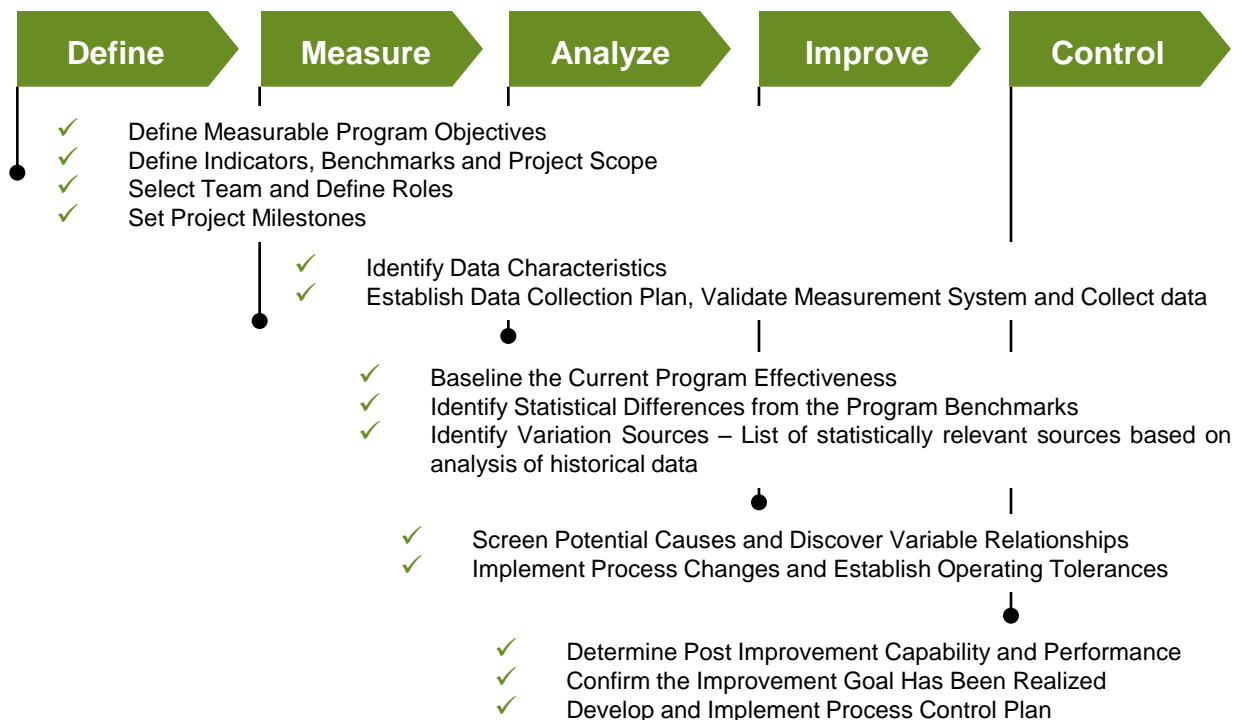 Define
Measure
Analyze
Improve
Control
✓ Define Measurable Program Objectives
✓ Define Indicators, Benchmarks and Project Scope
✓ Select Team and Define Roles
✓ Set Project Milestones
✓ Identify Data Characteristics
✓ Establish Data Collection Plan, Validate Measurement System and Collect data
✓ Baseline the Current Program Effectiveness
✓ Identify Statistical Differences from the Program Benchmarks
✓ Identify Variation Sources – List of statistically relevant sources based on
analysis of historical data
✓ Screen Potential Causes and Discover Variable Relationships
✓ Implement Process Changes and Establish Operating Tolerances
✓ Determine Post Improvement Capability and Performance
✓ Confirm the Improvement Goal Has Been Realized
✓ Develop and Implement Process Control Plan